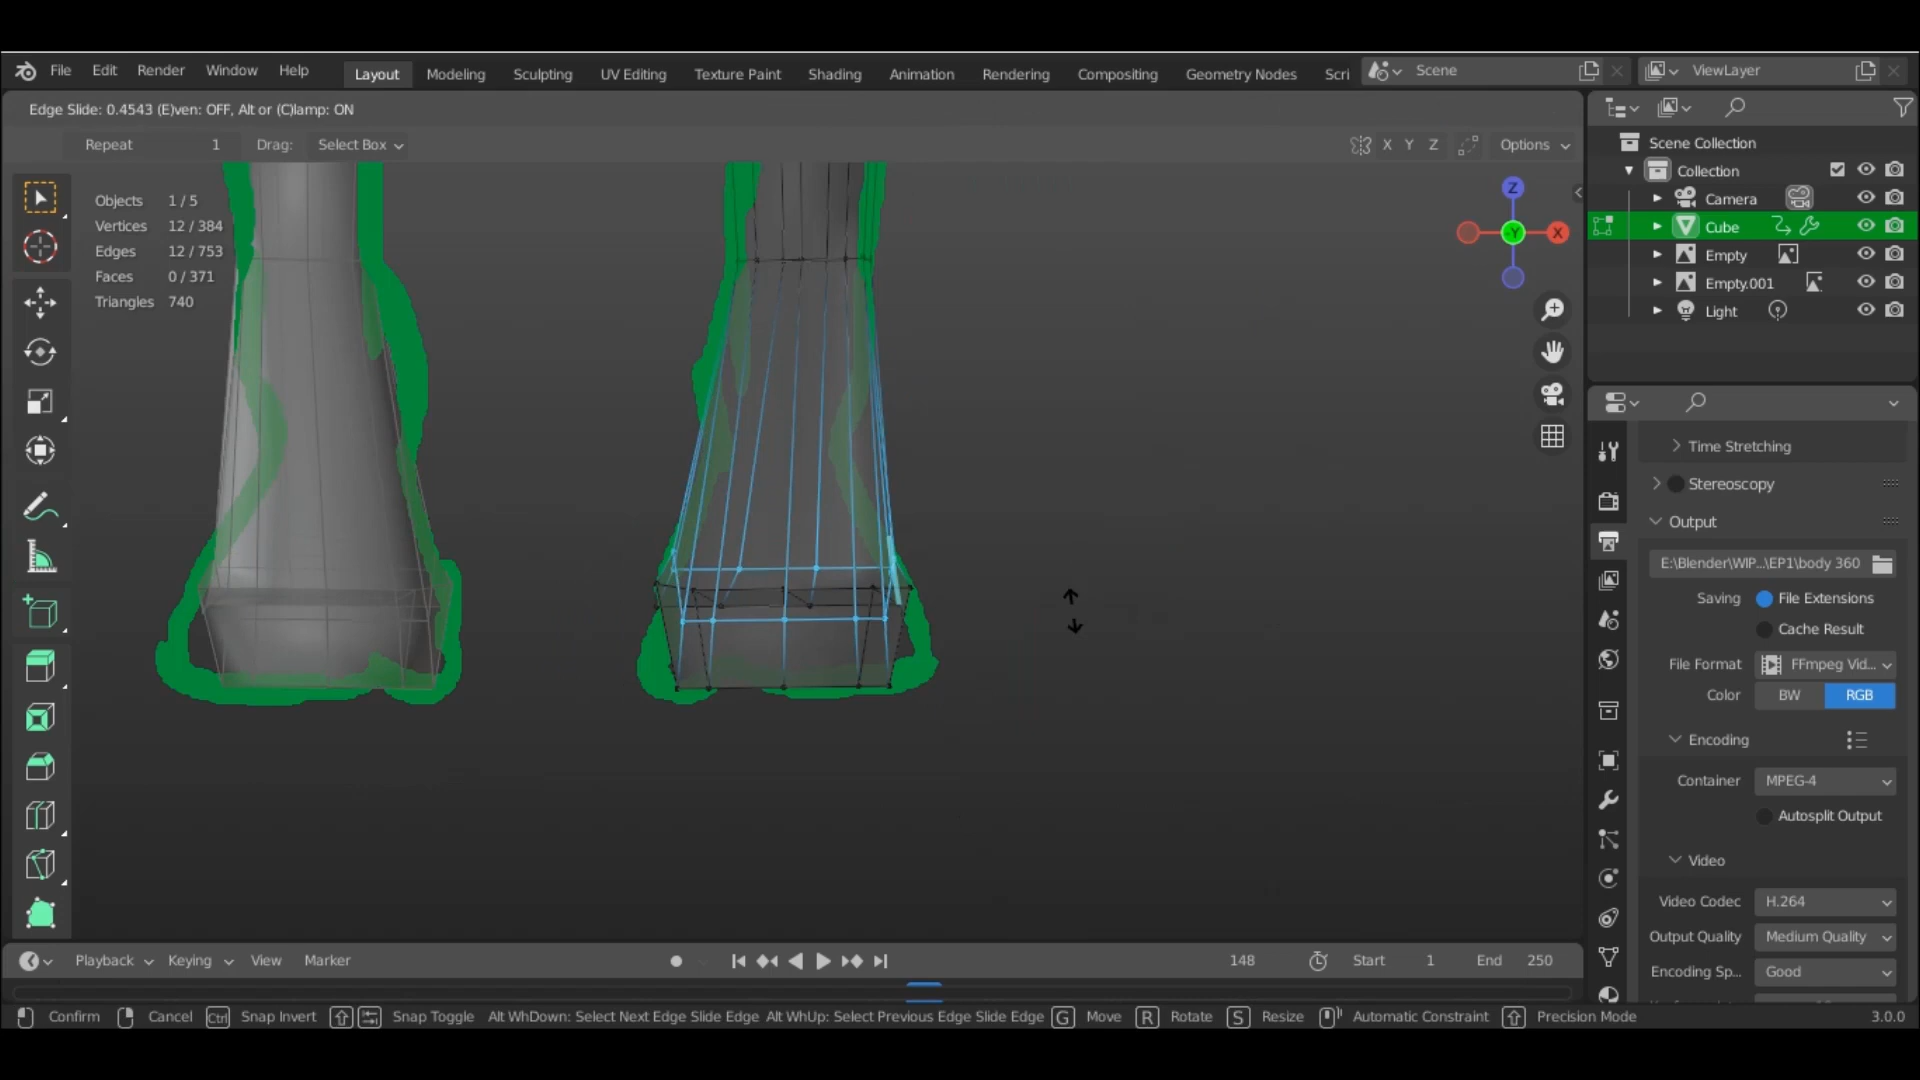 File Edit Render Window Help Layout Modeling Sculpting UV Editing Texture Paint Shading Animation Rendering Compositing Geometry Nodes Scri Scene ViewLayer
Edge Slide: 0.4543 (E)ven: OFF, Alt or (C)lamp: ON
Repeat 1 Drag: Select Box X Y Z Options
Objects 1 / 5
Vertices 12 / 384
Edges 12 / 753
Faces 0 / 371
Triangles 740
Z
Y X
Scene Collection
Collection
Camera
Cube
Empty
Empty.001
Light
Time Stretching
Stereoscopy
Output
E:\Blender\WIP...\EP1\body 360
Saving File Extensions
Cache Result
File Format FFmpeg Vid...
Color BW RGB
Encoding
Container MPEG-4
Autosplit Output
Video
Video Codec H.264
Output Quality Medium Quality
Encoding Sp... Good
Playback Keying View Marker 148 Start 1 End 250
Confirm Cancel Ctrl Snap Invert Snap Toggle Alt WhDown: Select Next Edge Slide Edge Alt WhUp: Select Previous Edge Slide Edge G Move R Rotate S Resize Automatic Constraint Precision Mode 3.0.0